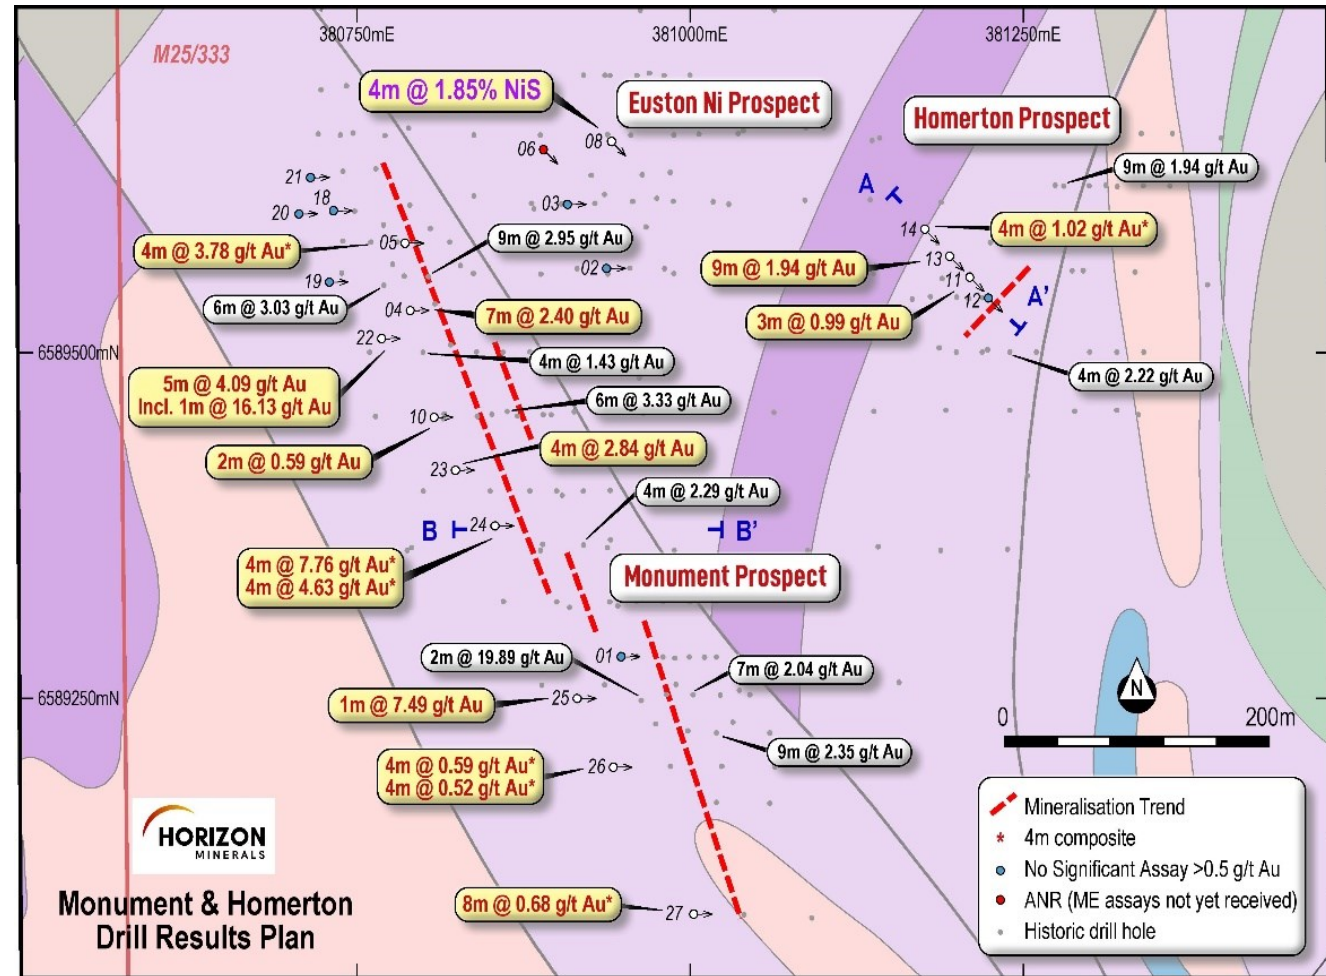 380750mE
381000mE
381250mE
M25/333
4m @ 1.85% NiS
Euston Ni Prospect
Homerton Prospect
08
06
9m @ 1.94 g/t Au
21
18
20
03
A
14
4m @ 1.02 g/t Au*
4m @ 3.78 g/t Au*
05
9m @ 2.95 g/t Au
13
9m @ 1.94 g/t Au
02
11
19
12
A'
6m @ 3.03 g/t Au
04
7m @ 2.40 g/t Au
3m @ 0.99 g/t Au
22
6589500mN
4m @ 1.43 g/t Au
4m @ 2.22 g/t Au
5m @ 4.09 g/t Au
Incl. 1m @ 16.13 g/t Au
6m @ 3.33 g/t Au
10
2m @ 0.59 g/t Au
4m @ 2.84 g/t Au
23
4m @ 2.29 g/t Au
B
24
B'
4m @ 7.76 g/t Au*
4m @ 4.63 g/t Au*
Monument Prospect
2m @ 19.89 g/t Au
01
7m @ 2.04 g/t Au
6589250mN
1m @ 7.49 g/t Au
25
N
0
200m
9m @ 2.35 g/t Au
4m @ 0.59 g/t Au*
4m @ 0.52 g/t Au*
26
Mineralisation Trend
* 4m composite
No Significant Assay >0.5 g/t Au
ANR (ME assays not yet received)
Historic drill hole
HORIZON
MINERALS
Monument & Homerton
Drill Results Plan
8m @ 0.68 g/t Au*
27